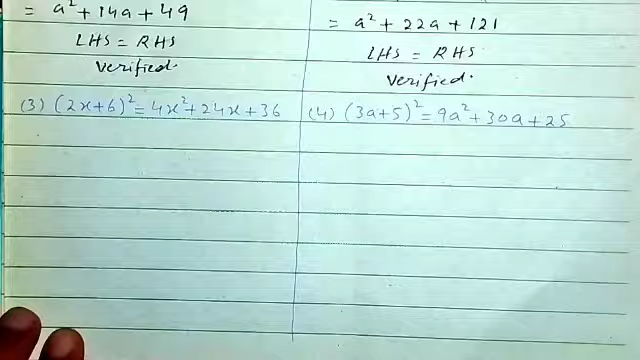 = a² + 14a + 49
LHS = RHS
Verified.
= a² + 22a + 121
LHS = RHS
Verified.
(3) (2x+6)² = 4x² + 24x + 36
(4) (3a+5)² = 9a² + 30a + 25